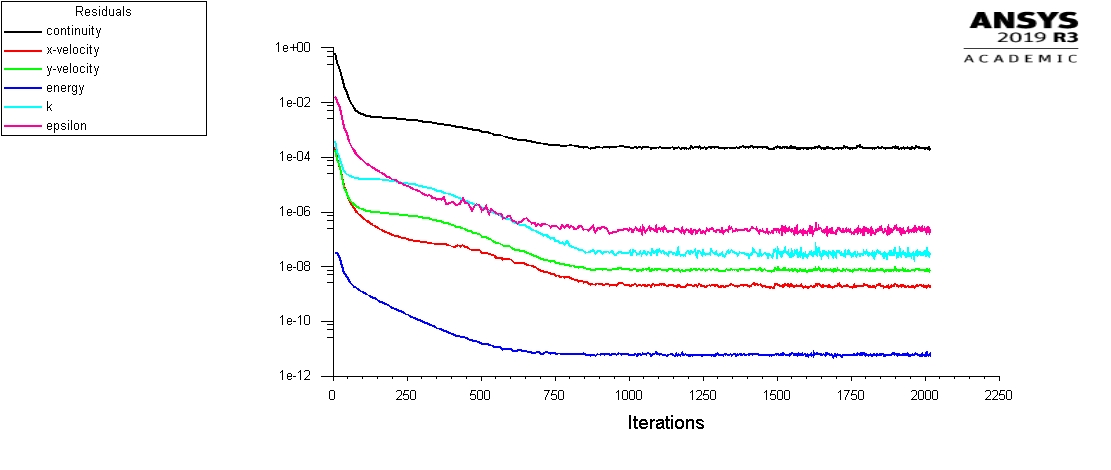 Residuals
continuity
x-velocity
y-velocity
energy
k
epsilon
ANSYS
2019 R3
ACADEMIC
1e+00
1e-02
1e-04
1e-06
1e-08
1e-10
1e-12
0 250 500 750 1000 1250 1500 1750 2000 2250
Iterations